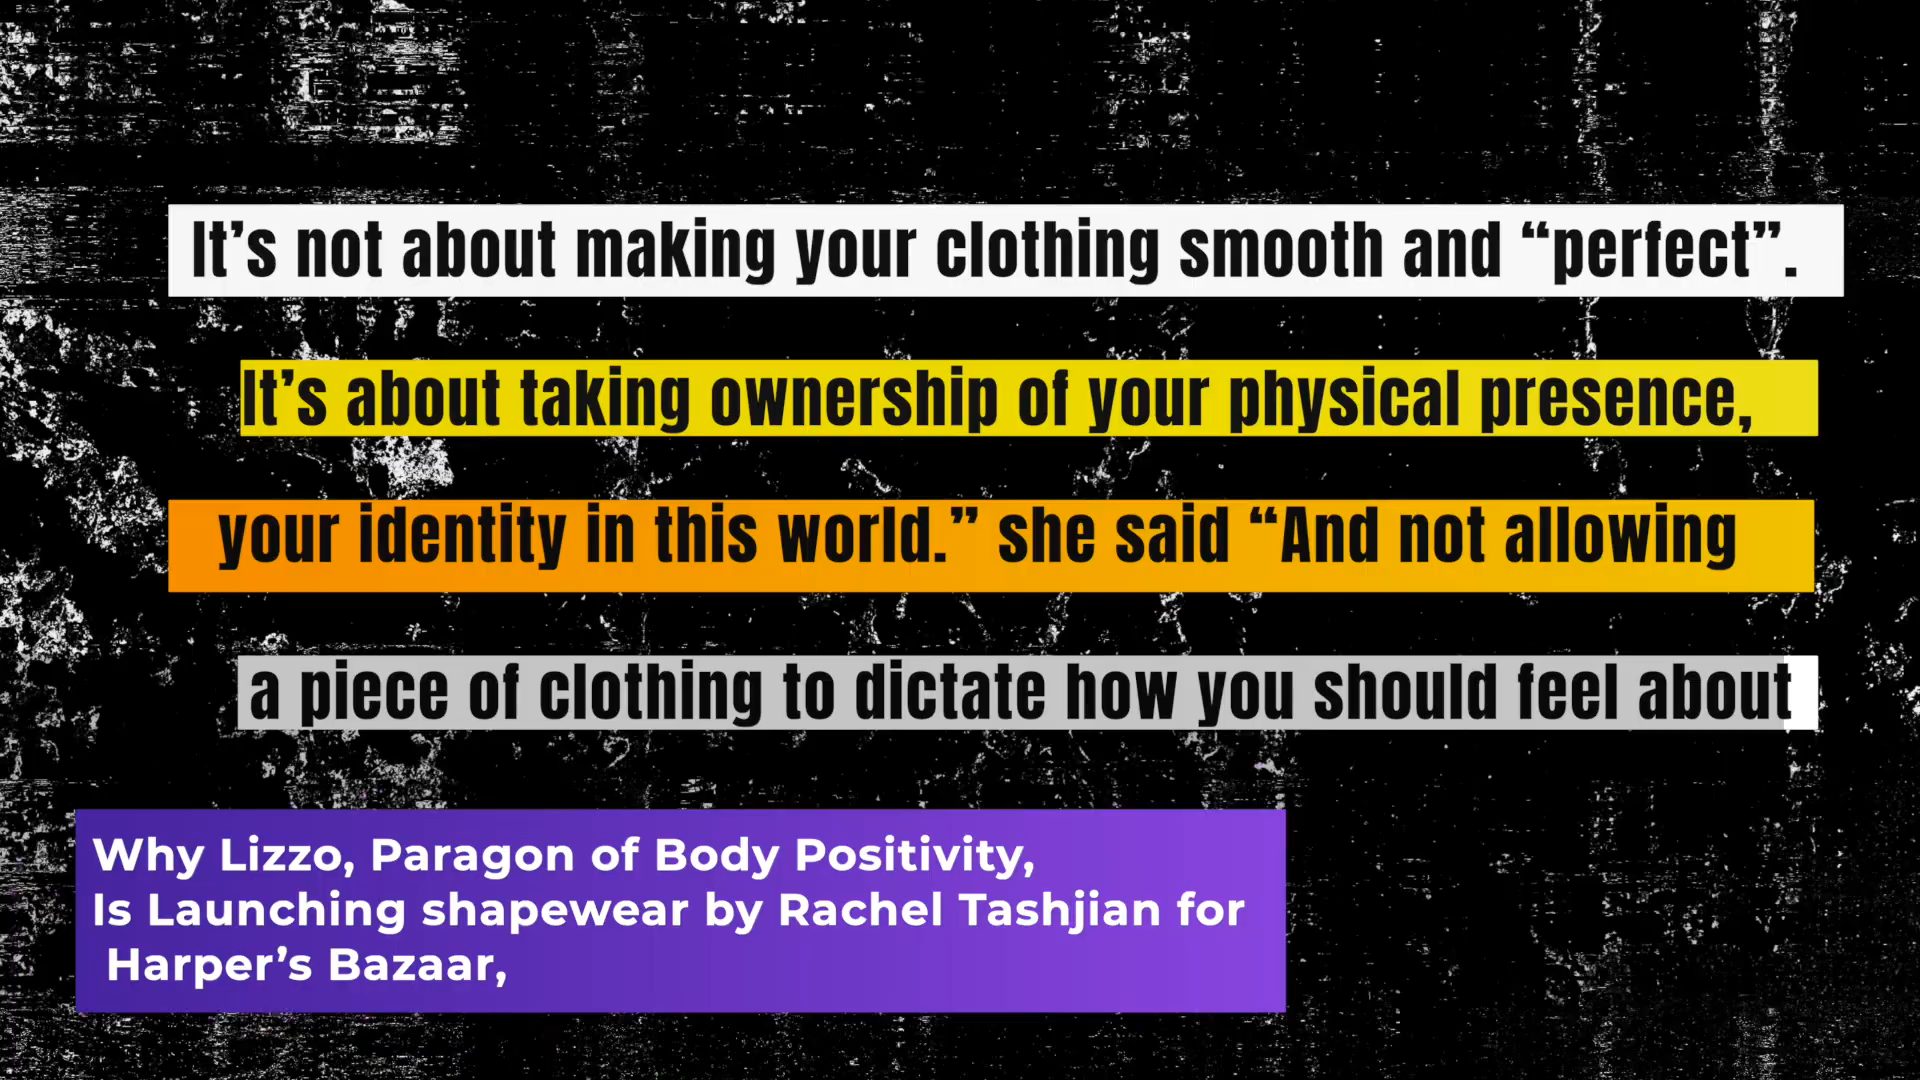 It’s not about making your clothing smooth and “perfect”.
It’s about taking ownership of your physical presence,
your identity in this world.” she said “And not allowing
a piece of clothing to dictate how you should feel about
Why Lizzo, Paragon of Body Positivity,
Is Launching shapewear by Rachel Tashjian for
Harper’s Bazaar,